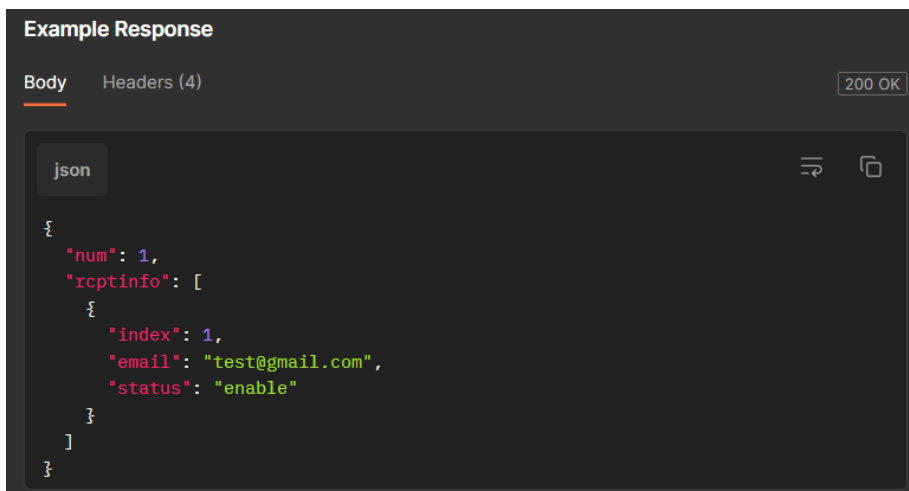 Example Response
Body Headers (4) 200 OK
json
{
"num": 1,
"rcptinfo": [
{
"index": 1,
"email": "test@gmail.com",
"status": "enable"
}
]
}